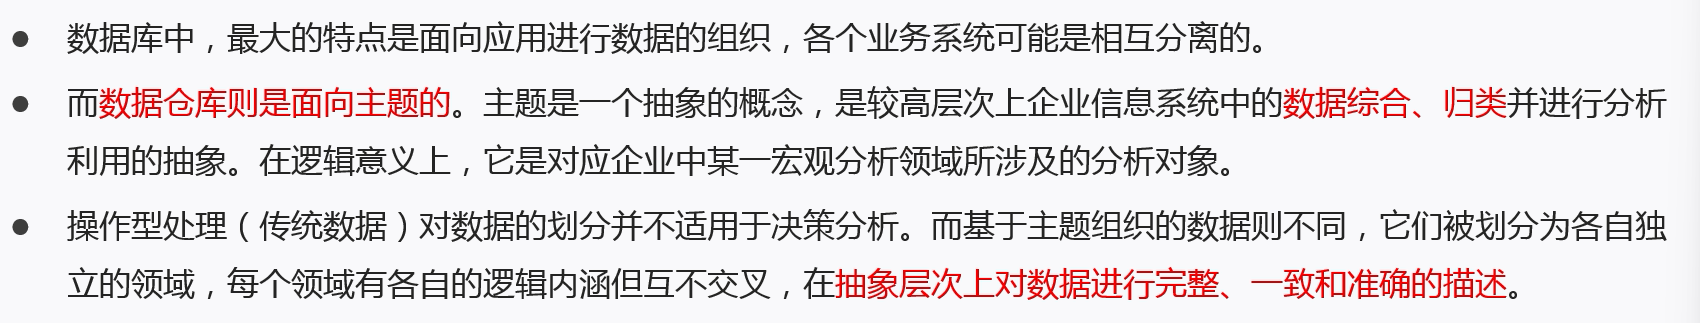 ● 数据库中，最大的特点是面向应用进行数据的组织，各个业务系统可能是相互分离的。
● 而数据仓库则是面向主题的。主题是一个抽象的概念，是较高层次上企业信息系统中的数据综合、归类并进行分析
利用的抽象。在逻辑意义上，它是对应企业中某一宏观分析领域所涉及的分析对象。
● 操作型处理（传统数据）对数据的划分并不适用于决策分析。而基于主题组织的数据则不同，它们被划分为各自独
立的领域，每个领域有各自的逻辑内涵但互不交叉，在抽象层次上对数据进行完整、一致和准确的描述。